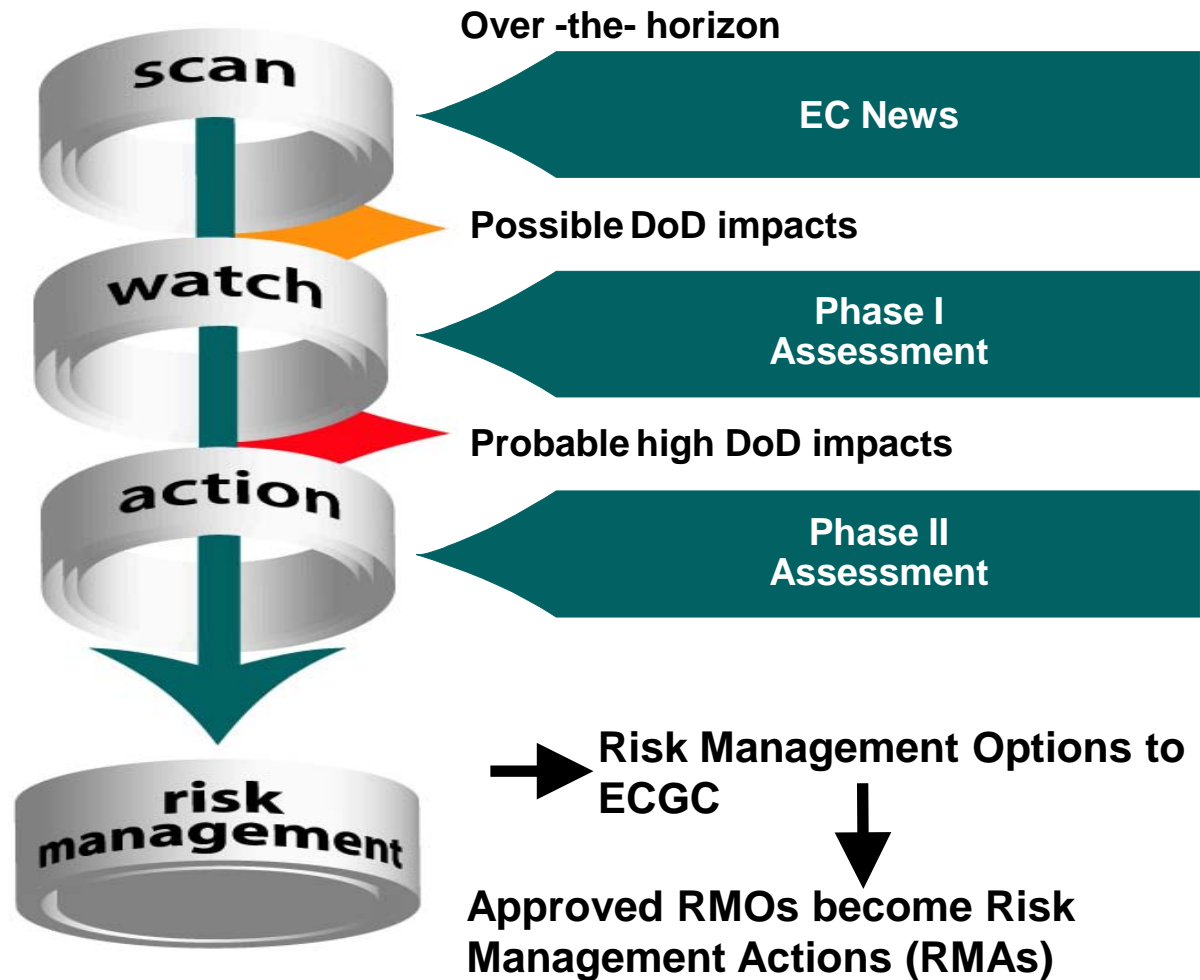 Over -the- horizon
scan
EC News
Possible DoD impacts
watch
Phase I
Assessment
Probable high DoD impacts
action
Phase II
Assessment
risk
management
Risk Management Options to
ECGC
Approved RMOs become Risk
Management Actions (RMAs)